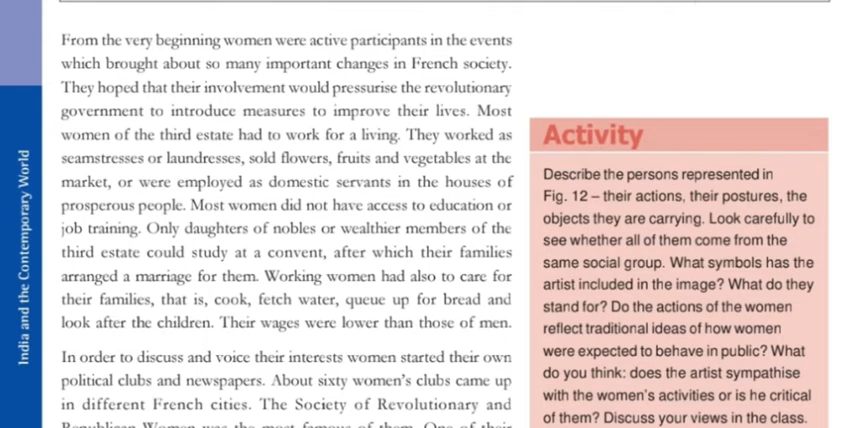 India and the Contemporary World
From the very beginning women were active participants in the events
which brought about so many important changes in French society.
They hoped that their involvement would pressurise the revolutionary
government to introduce measures to improve their lives. Most
women of the third estate had to work for a living. They worked as
seamstresses or laundresses, sold flowers, fruits and vegetables at the
market, or were employed as domestic servants in the houses of
prosperous people. Most women did not have access to education or
job training. Only daughters of nobles or wealthier members of the
third estate could study at a convent, after which their families
arranged a marriage for them. Working women had also to care for
their families, that is, cook, fetch water, queue up for bread and
look after the children. Their wages were lower than those of men.
In order to discuss and voice their interests women started their own
political clubs and newspapers. About sixty women's clubs came up
in different French cities. The Society of Revolutionary and
Republican Women was the most famous of them. One of their
Activity
Describe the persons represented in
Fig. 12 – their actions, their postures, the
objects they are carrying. Look carefully to
see whether all of them come from the
same social group. What symbols has the
artist included in the image? What do they
stand for? Do the actions of the women
reflect traditional ideas of how women
were expected to behave in public? What
do you think: does the artist sympathise
with the women's activities or is he critical
of them? Discuss your views in the class.